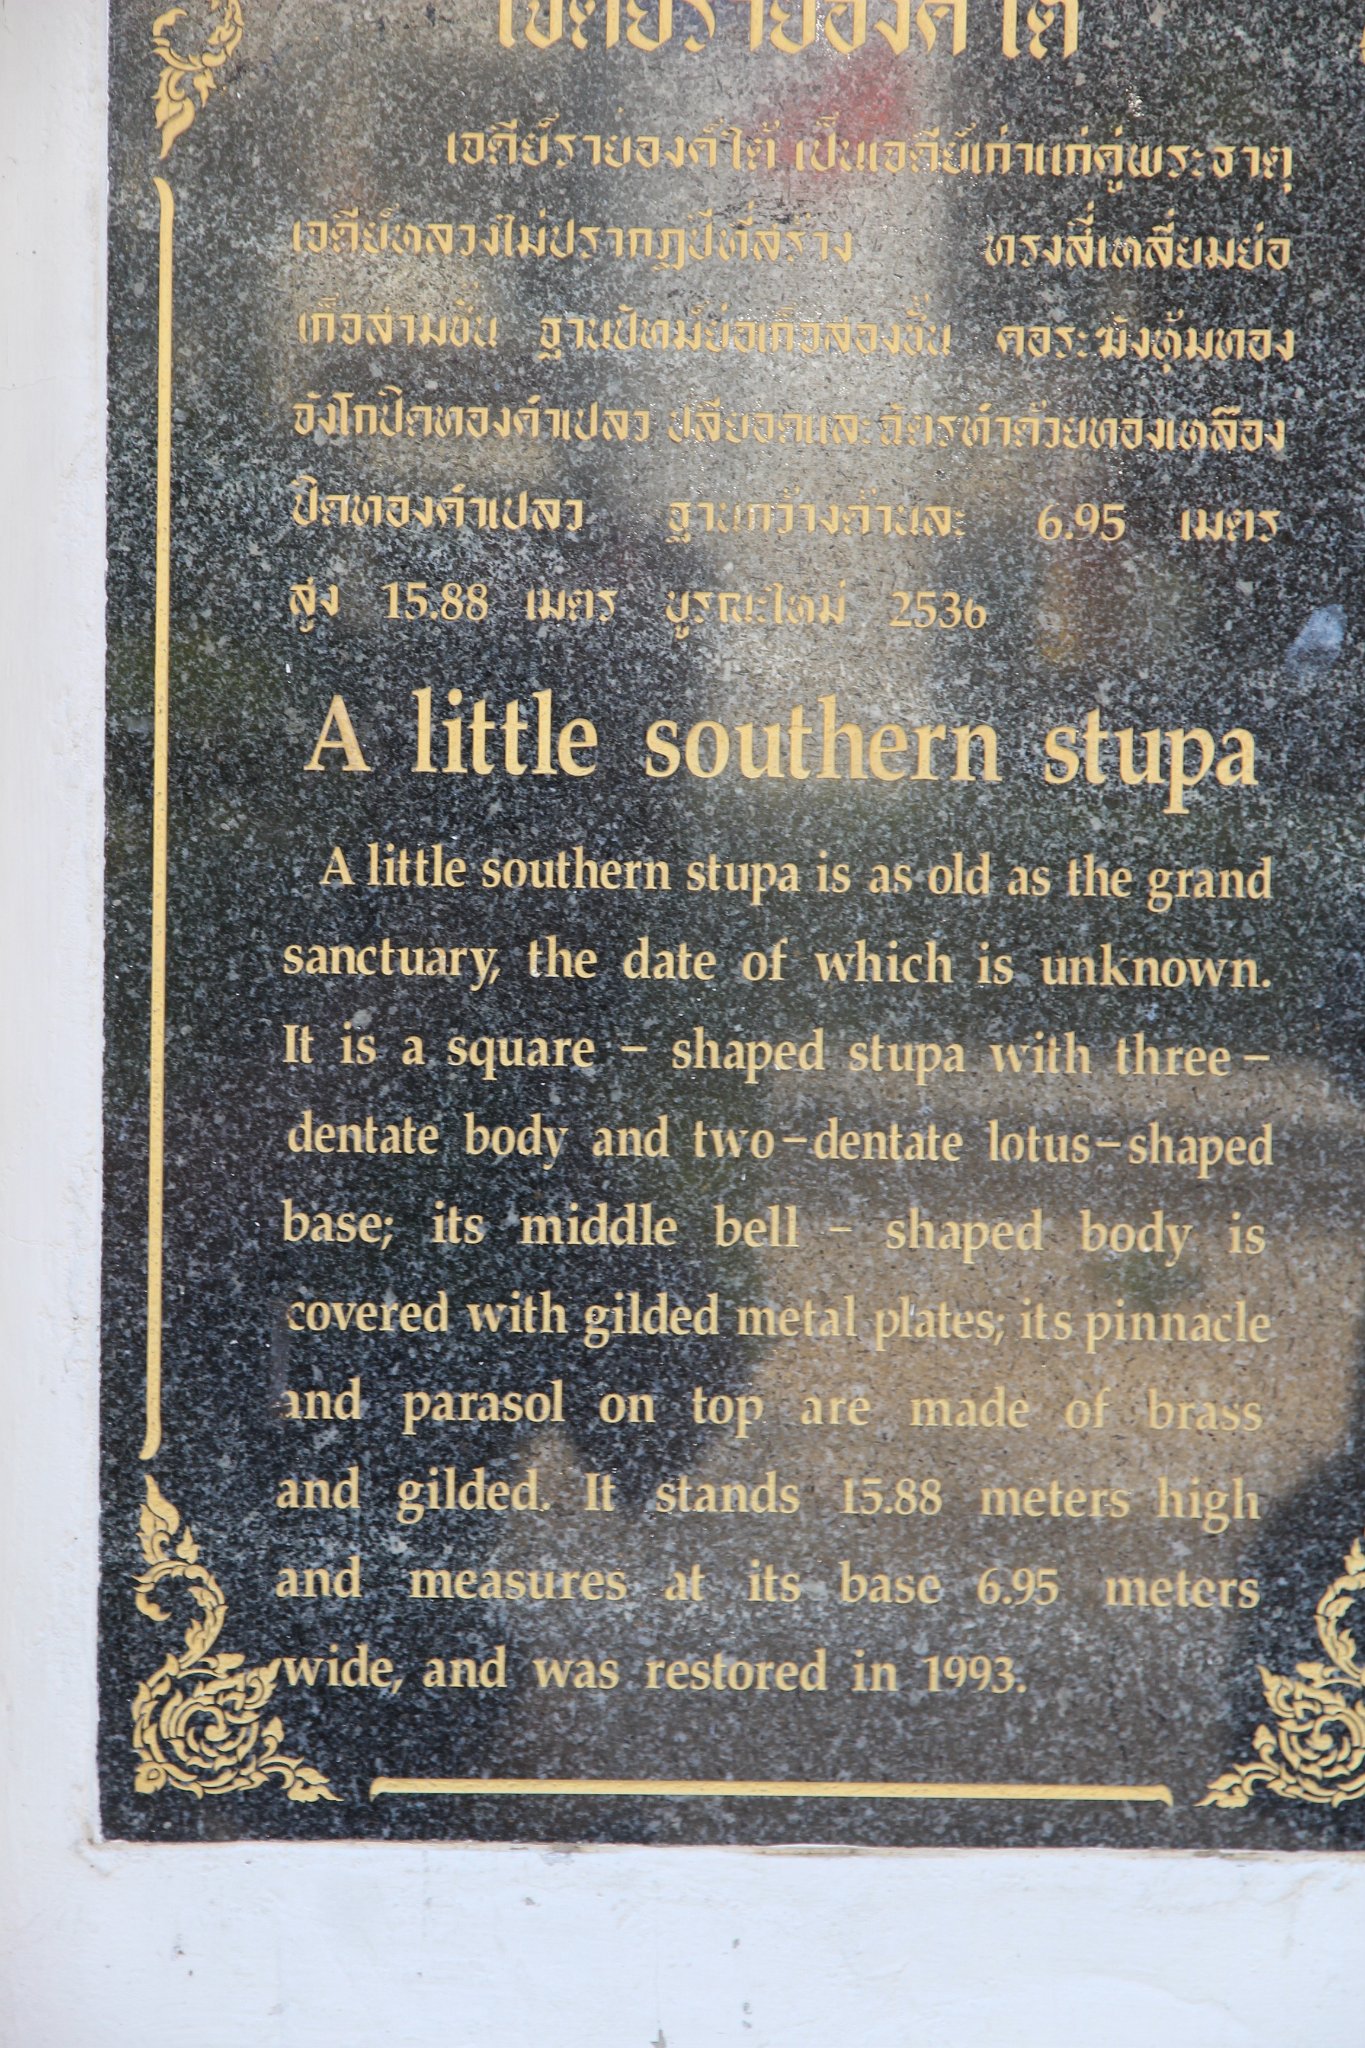 เจดีย์รายองค์ใต้
เจดีย์รายองค์ใต้ เป็นเจดีย์เก่าแก่คู่พระธาตุ
เจดีย์หลวงไม่ปรากฏปีที่สร้าง ทรงสี่เหลี่ยมย่อ
เก็จสามชั้น ฐานปัทม์ย่อเก็จสองชั้น คอระฆังหุ้มทอง
จังโกปิดทองคำเปลว ปลียอดและฉัตรทำด้วยทองเหลือง
ปิดทองคำเปลว ฐานกว้างด้านละ 6.95 เมตร
สูง 15.88 เมตร บูรณะใหม่ 2536
A little southern stupa
A little southern stupa is as old as the grand
sanctuary, the date of which is unknown.
It is a square – shaped stupa with three –
dentate body and two–dentate lotus–shaped
base; its middle bell – shaped body is
covered with gilded metal plates; its pinnacle
and parasol on top are made of brass
and gilded. It stands 15.88 meters high
and measures at its base 6.95 meters
wide, and was restored in 1993.